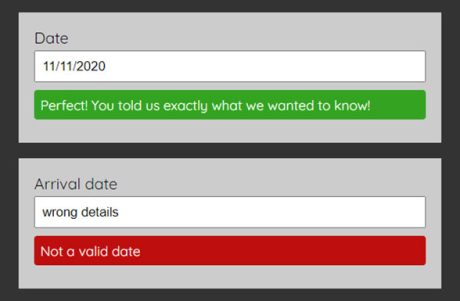 Date
11/11/2020
Perfect! You told us exactly what we wanted to know!
Arrival date
wrong details
Not a valid date